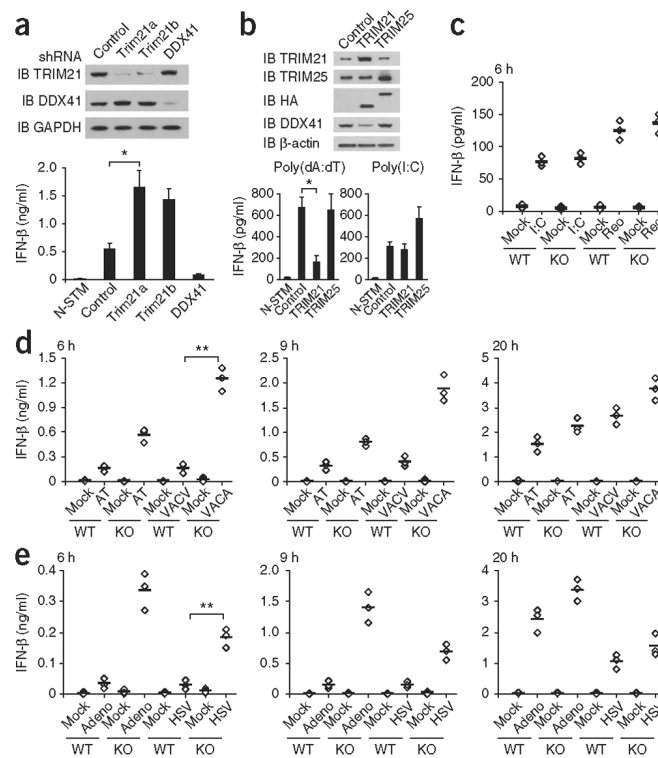 a
shRNA
Control
Trim21a
Trim21b
DDX41
IB TRIM21
IB DDX41
IB GAPDH
*
IFN-β (ng/ml)
2.0
1.5
1.0
0.5
0
N-STM
Control
Trim21a
Trim21b
DDX41
b
Control
TRIM21
TRIM25
IB TRIM21
IB TRIM25
IB HA
IB DDX41
IB β-actin
Poly(dA:dT)
Poly(I:C)
*
IFN-β (pg/ml)
800
600
400
200
0
N-STM
Control
TRIM21
TRIM25
800
600
400
200
0
N-STM
Control
TRIM21
TRIM25
c
6 h
IFN-β (pg/ml)
200
150
100
50
0
Mock
I:C
Mock
I:C
Mock
Reo
Mock
Reo
WT KO WT KO
d
6 h
IFN-β (ng/ml)
1.5
1.2
0.9
0.6
0.3
0
**
Mock
AT
Mock
AT
Mock
VACV
Mock
VACA
WT KO WT KO
9 h
2.5
2.0
1.5
1.0
0.5
0
Mock
AT
Mock
AT
Mock
VACV
Mock
VACA
WT KO WT KO
20 h
5
4
3
2
1
0
Mock
AT
Mock
AT
Mock
VACV
Mock
VACA
WT KO WT KO
e
6 h
IFN-β (ng/ml)
0.4
0.3
0.2
0.1
0
**
Mock
Adeno
Mock
Adeno
Mock
HSV
Mock
HSV
WT KO WT KO
9 h
2.0
1.5
1.0
0.5
0
Mock
Adeno
Mock
Adeno
Mock
HSV
Mock
HSV
WT KO WT KO
20 h
4
3
2
1
0
Mock
Adeno
Mock
Adeno
Mock
HSV
Mock
HSV
WT KO WT KO